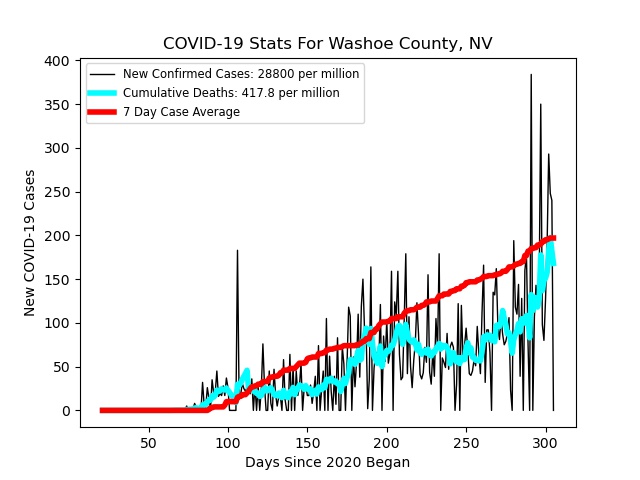 COVID-19 Stats For Washoe County, NV
New Confirmed Cases: 28800 per million
Cumulative Deaths: 417.8 per million
7 Day Case Average
400
350
300
250
200
150
100
50
0
New COVID-19 Cases
50 100 150 200 250 300
Days Since 2020 Began